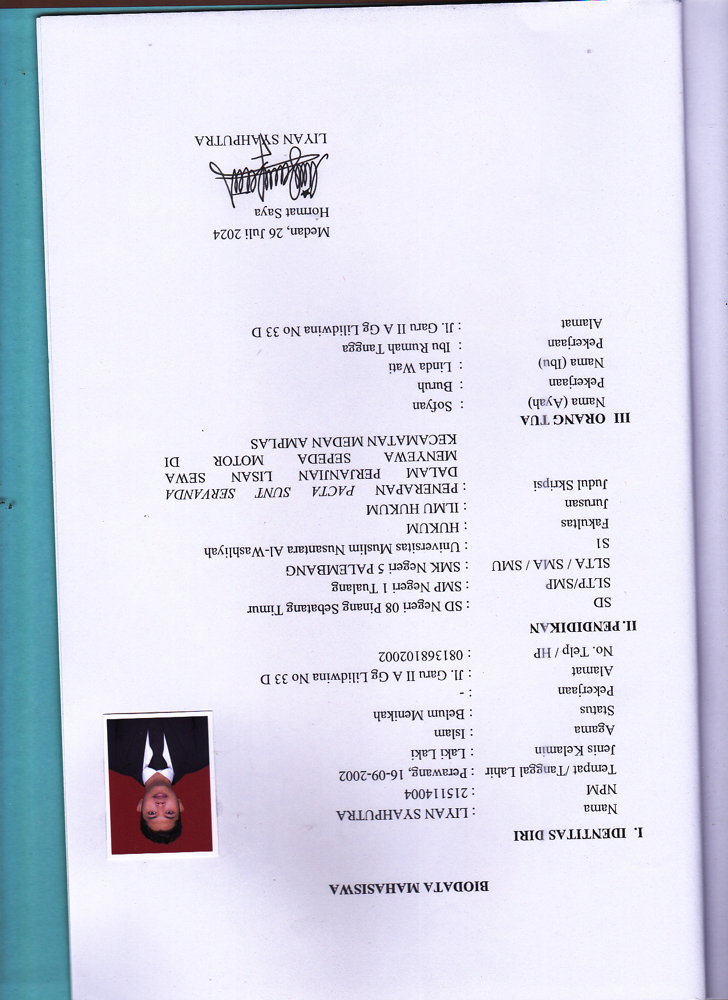 BIODATA MAHASISWA
I. IDENTITAS DIRI
Nama : LIYAN SYAHPUTRA
NPM : 215114004
Tempat /Tanggal Lahir : Perawang, 16-09-2002
Jenis Kelamin : Laki Laki
Agama : Islam
Status : Belum Menikah
Pekerjaan : -
Alamat : Jl. Garu II A Gg Lilidwina No 33 D
No. Telp / HP : 081368102002
II. PENDIDIKAN
SD : SD Negeri 08 Pinang Sebatang Timur
SLTP/SMP : SMP Negeri 1 Tualang
SLTA / SMA / SMU : SMK Negeri 5 PALEMBANG
S1 : Universitas Muslim Nusantara Al-Washliyah
Fakultas : HUKUM
Jurusan : ILMU HUKUM
Judul Skripsi : PENERAPAN PACTA SUNT SERVANDA
DALAM PERJANJIAN LISAN SEWA
MENYEWA SEPEDA MOTOR DI
KECAMATAN MEDAN AMPLAS
III ORANG TUA
Nama (Ayah) : Sofyan
Pekerjaan : Buruh
Nama (Ibu) : Linda Wati
Pekerjaan : Ibu Rumah Tangga
Alamat : Jl. Garu II A Gg Lilidwina No 33 D
Medan, 26 Juli 2024
Hormat Saya
LIYAN SYAHPUTRA